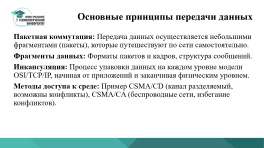 Основные принципы передачи данных
Пакетная коммутация: Передача данных осуществляется небольшими
фрагментами (пакеты), которые путешествуют по сети самостоятельно.
Фрагменты данных: Форматы пакетов и кадров, структура сообщений.
Инкапсуляция: Процесс упаковки данных на каждом уровне модели
OSI/TCP/IP, начиная от приложений и заканчивая физическим уровнем.
Методы доступа к среде: Пример CSMA/CD (канал разделяемый,
возможны конфликты), CSMA/CA (беспроводные сети, избегание
конфликтов).